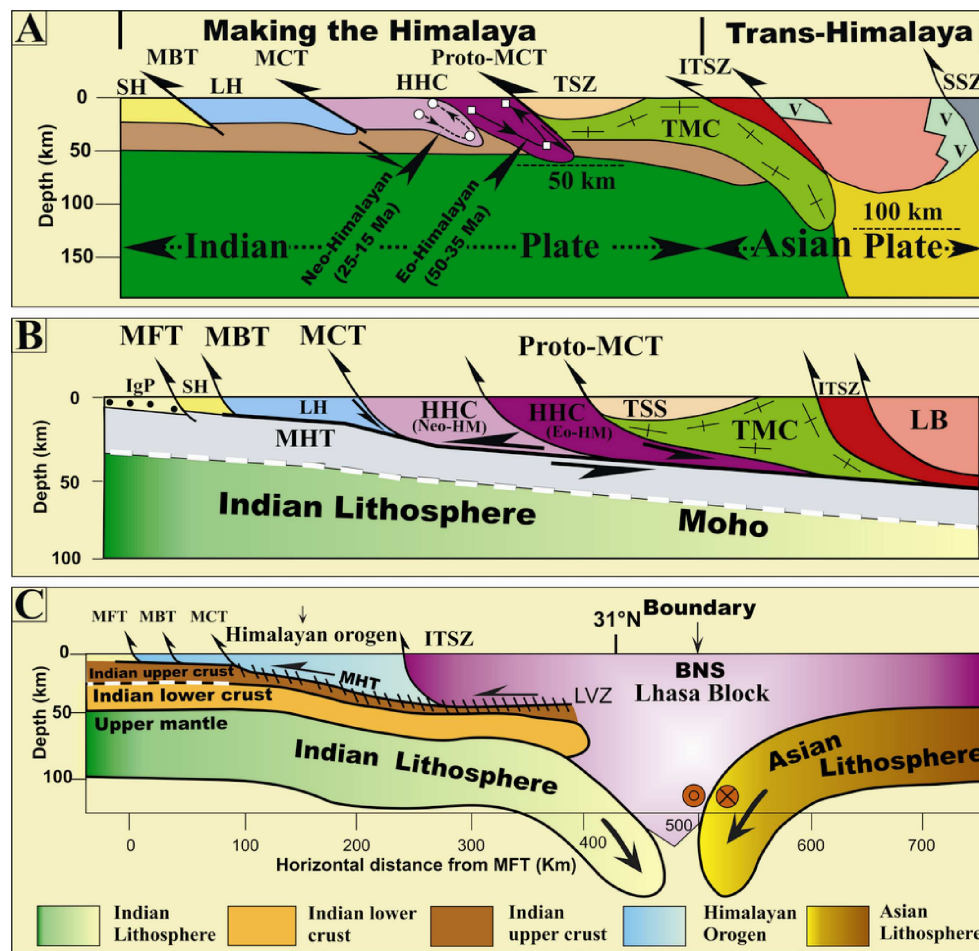 A
Making the Himalaya
Trans-Himalaya
MBT
MCT
HHC
Proto-MCT
TSZ
ITSZ
SSZ
SH
LH
TMC
V
V
V
0
50
100
150
Depth (km)
50 km
100 km
Neo-Himalayan
(25-15 Ma)
Eo-Himalayan
(50-35 Ma)
Indian
Plate
Asian Plate
B
MFT
MBT
MCT
Proto-MCT
ITSZ
IgP
SH
LH
HHC
(Neo-HM)
HHC
(Eo-HM)
TSS
TMC
LB
MHT
0
50
100
Depth (km)
Indian Lithosphere
Moho
C
MFT
MBT
MCT
Himalayan orogen
ITSZ
31°N
Boundary
BNS
Lhasa Block
Indian upper crust
MHT
LVZ
Indian lower crust
Upper mantle
Indian Lithosphere
Asian
Lithosphere
0
50
100
Depth (km)
0
100
200
300
400
500
600
700
Horizontal distance from MFT (Km)
Indian
Lithosphere
Indian lower
crust
Indian
upper crust
Himalayan
Orogen
Asian
Lithosphere